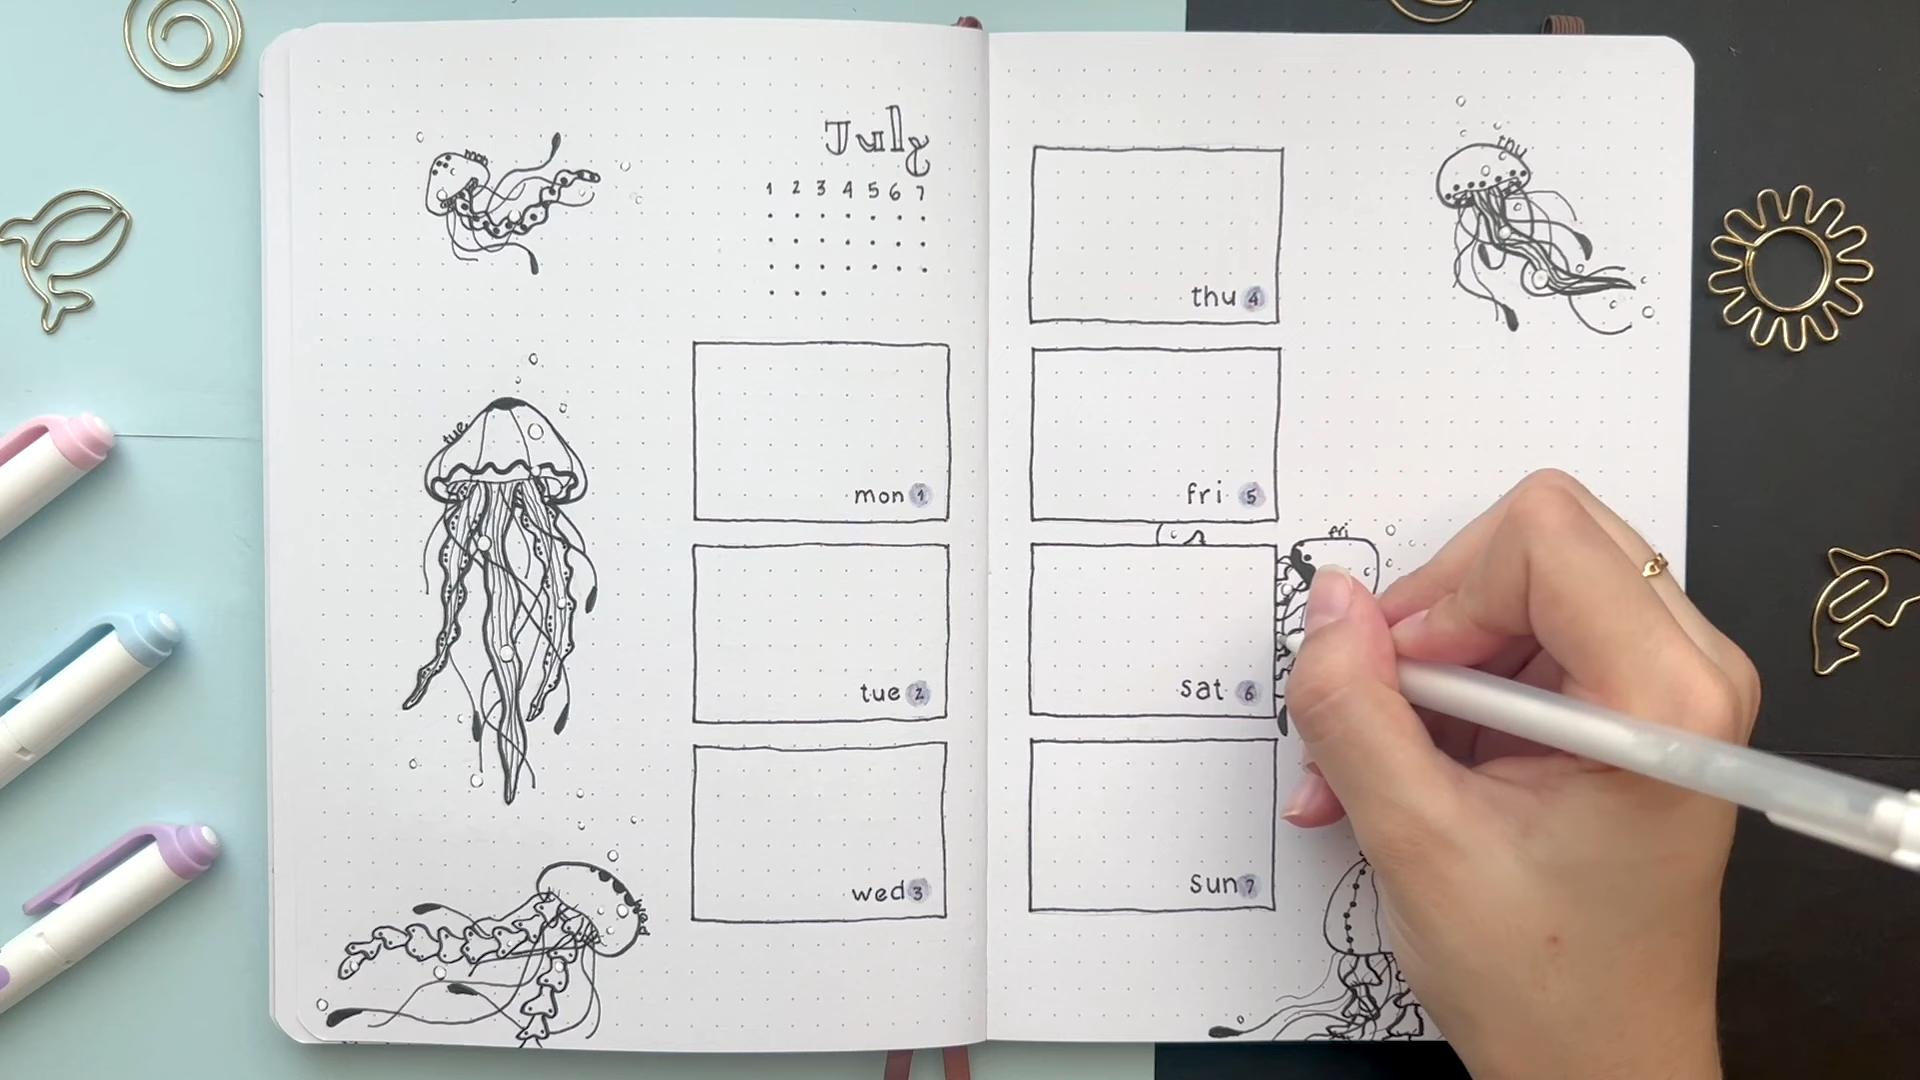 July
1 2 3 4 5 6 7
mon
tue
wed
mon 1
tue 2
wed 3
thu 4
fri 5
sat 6
sun 7
thu
fri